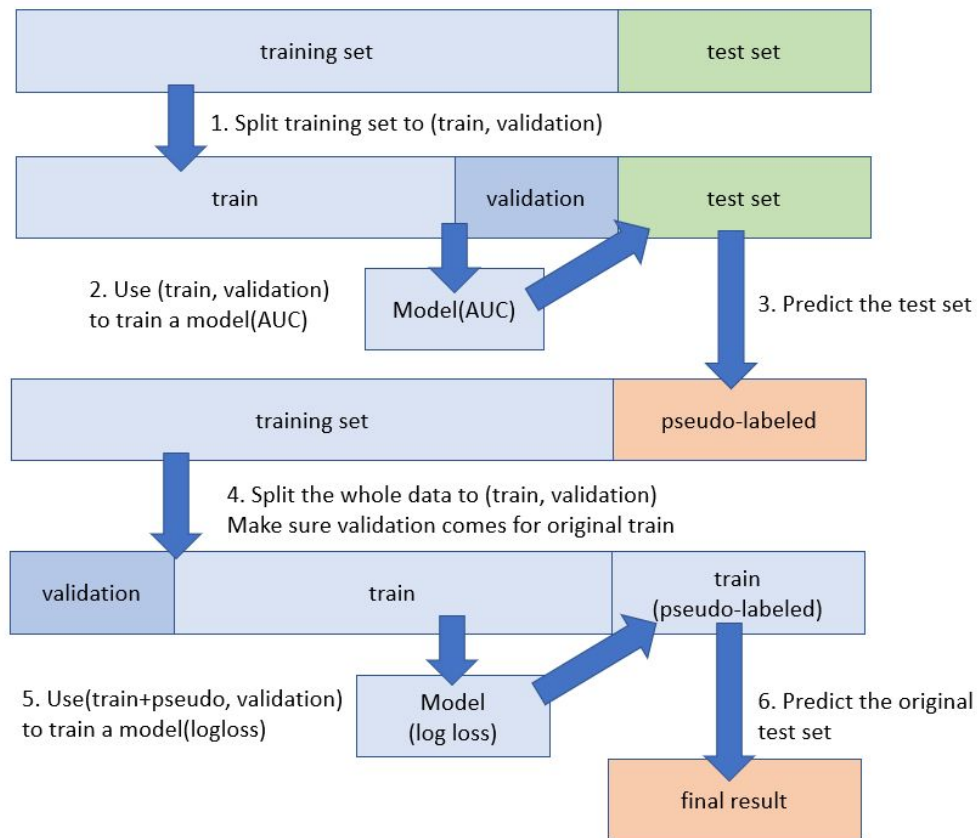 training set
test set
1. Split training set to (train, validation)
train
validation
test set
2. Use (train, validation)
to train a model(AUC)
Model(AUC)
3. Predict the test set
training set
pseudo-labeled
4. Split the whole data to (train, validation)
Make sure validation comes for original train
validation
train
train
(pseudo-labeled)
5. Use(train+pseudo, validation)
to train a model(logloss)
Model
(log loss)
6. Predict the original
test set
final result